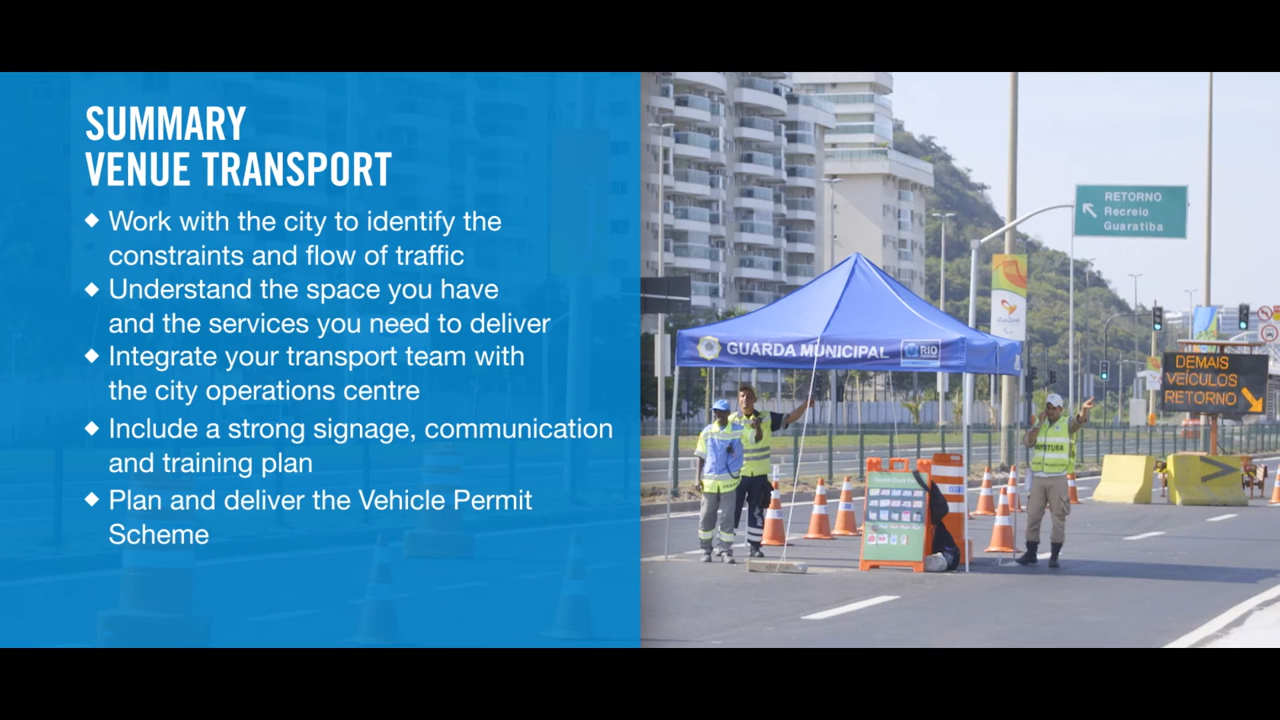 SUMMARY
VENUE TRANSPORT
◆ Work with the city to identify the
constraints and flow of traffic
◆ Understand the space you have
and the services you need to deliver
◆ Integrate your transport team with
the city operations centre
◆ Include a strong signage, communication
and training plan
◆ Plan and deliver the Vehicle Permit
Scheme
RETORNO
Recreio
Guaratiba
GUARDA MUNICIPAL
RIO
DEMAIS
VEÍCULOS
RETORNO